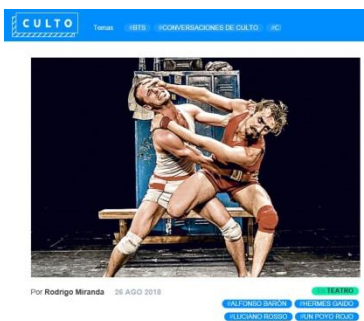 CULTO
Temas #BTS #CONVERSACIONES DE CULTO #C
Por Rodrigo Miranda 26 AGO 2018
TEATRO
#ALFONSO BARÓN #HERMES GAIDO
#LUCIANO ROSSO #UN POYO ROJO